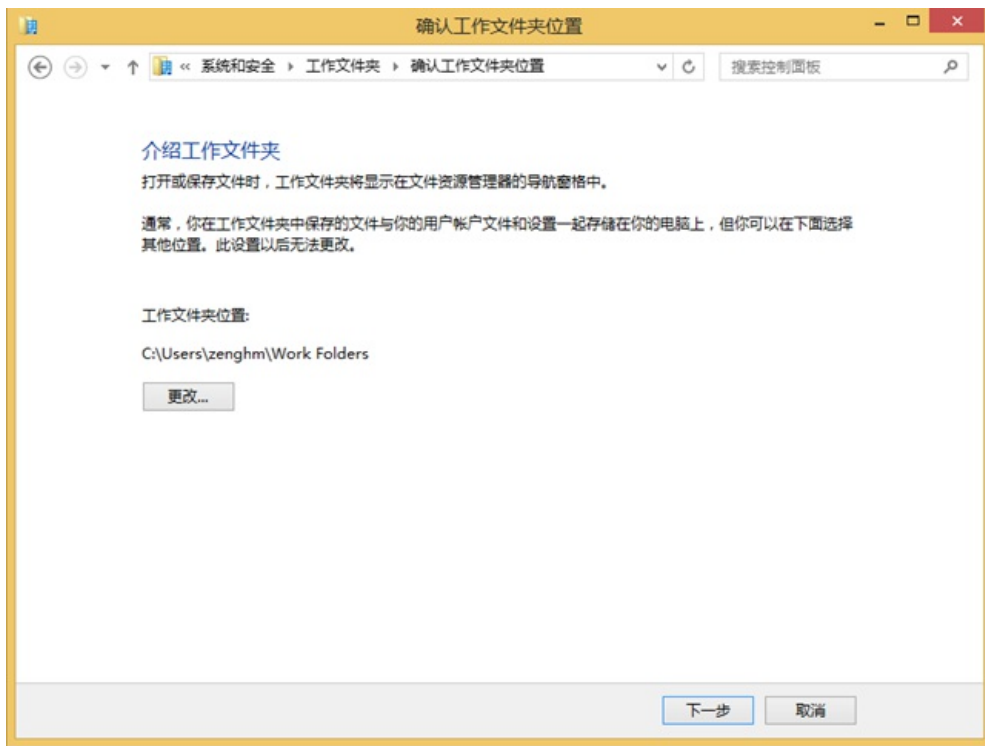 确认工作文件夹位置
« 系统和安全 工作文件夹 确认工作文件夹位置
搜索控制面板
介绍工作文件夹
打开或保存文件时，工作文件夹将显示在文件资源管理器的导航窗格中。
通常，你在工作文件夹中保存的文件与你的用户帐户文件和设置一起存储在你的电脑上，但你可以在下面选择
其他位置。此设置以后无法更改。
工作文件夹位置:
C:\Users\zenghm\Work Folders
更改...
下一步
取消